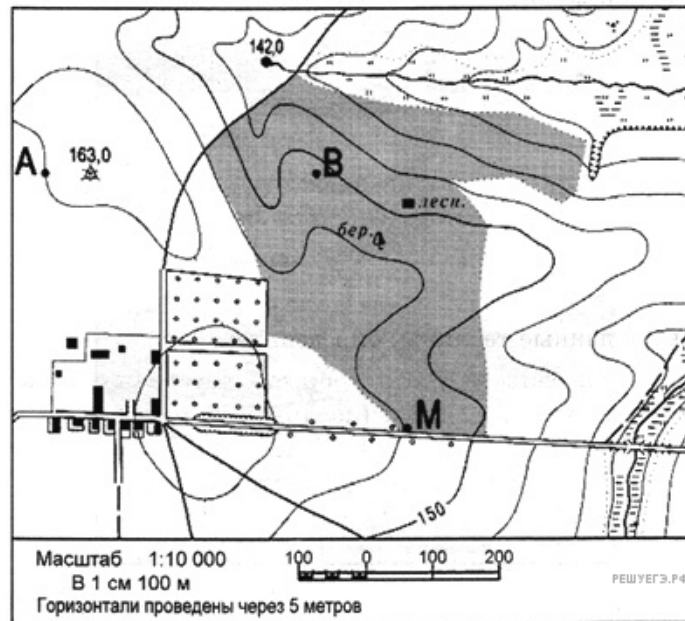 142,0
А
163,0
В
лесн.
бер.
М
150
Масштаб 1:10 000
В 1 см 100 м
Горизонтали проведены через 5 метров
100 0 100 200
РЕШУЕГЭ.РФ